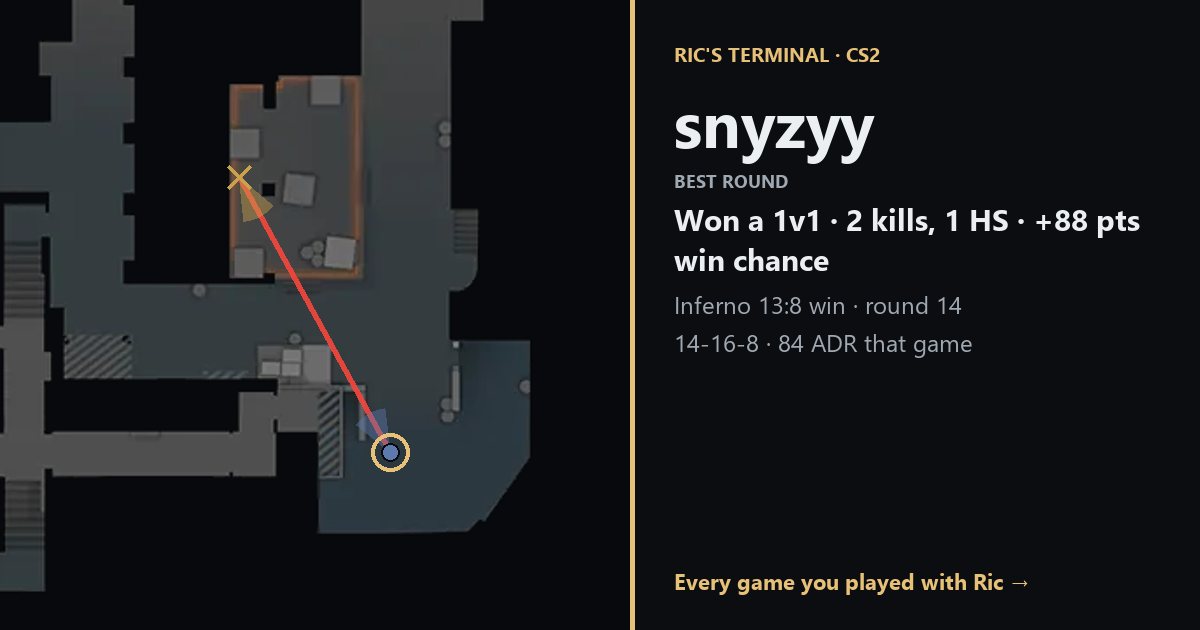 RIC'S TERMINAL · CS2
snyzyy
BEST ROUND
Won a 1v1 · 2 kills, 1 HS · +88 pts
win chance
Inferno 13:8 win · round 14
14-16-8 · 84 ADR that game
Every game you played with Ric →